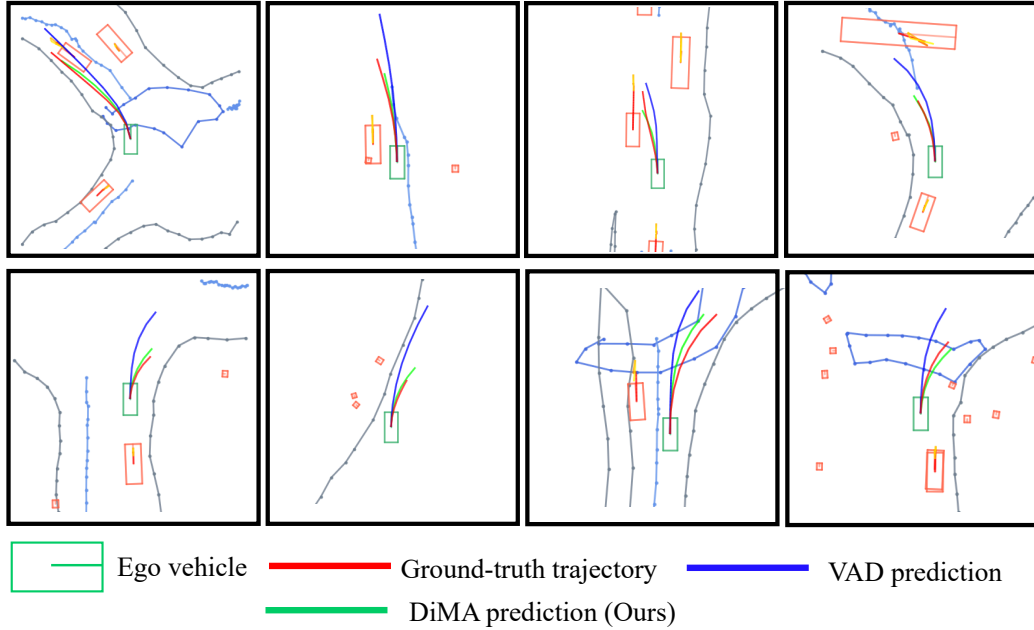 Ego vehicle
Ground-truth trajectory
VAD prediction
DiMA prediction (Ours)